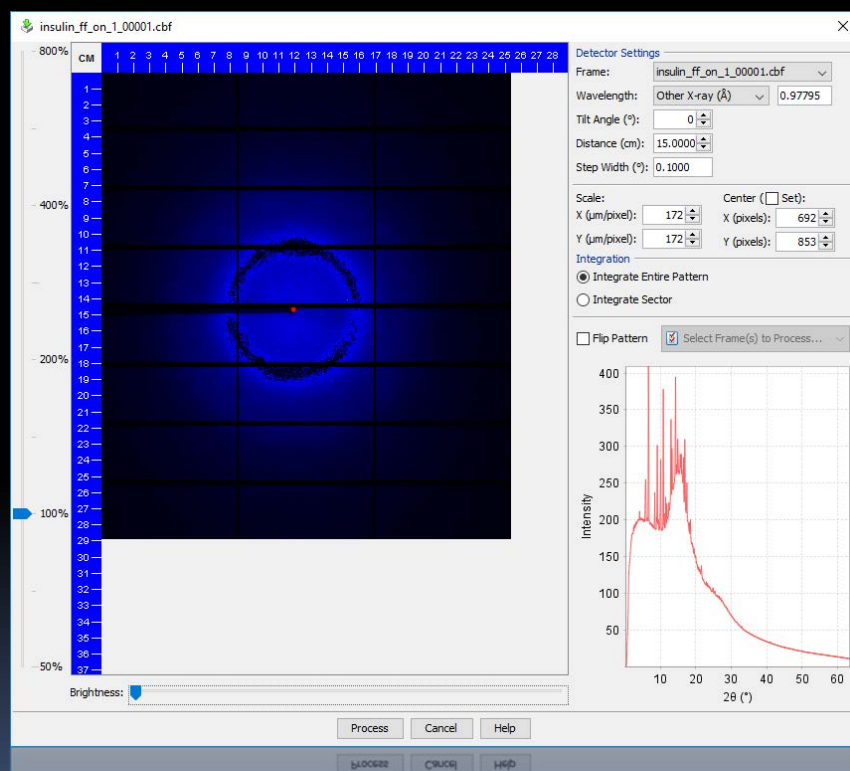 insulin_ff_on_1_00001.cbf
800%
400%
200%
100%
50%
CM
1 2 3 4 5 6 7 8 9 10 11 12 13 14 15 16 17 18 19 20 21 22 23 24 25 26 27 28
1
2
3
4
5
6
7
8
9
10
11
12
13
14
15
16
17
18
19
20
21
22
23
24
25
26
27
28
29
30
31
32
33
34
35
36
37
Brightness:
Detector Settings
Frame: insulin_ff_on_1_00001.cbf
Wavelength: Other X-ray (Å) 0.97795
Tilt Angle (°): 0
Distance (cm): 15.0000
Step Width (°): 0.1000
Scale: Center ( Set):
X (µm/pixel): 172 X (pixels): 692
Y (µm/pixel): 172 Y (pixels): 853
Integration
Integrate Entire Pattern
Integrate Sector
Flip Pattern Select Frame(s) to Process...
Intensity
400
350
300
250
200
150
100
50
10 20 30 40 50 60
2θ (°)
Process Cancel Help